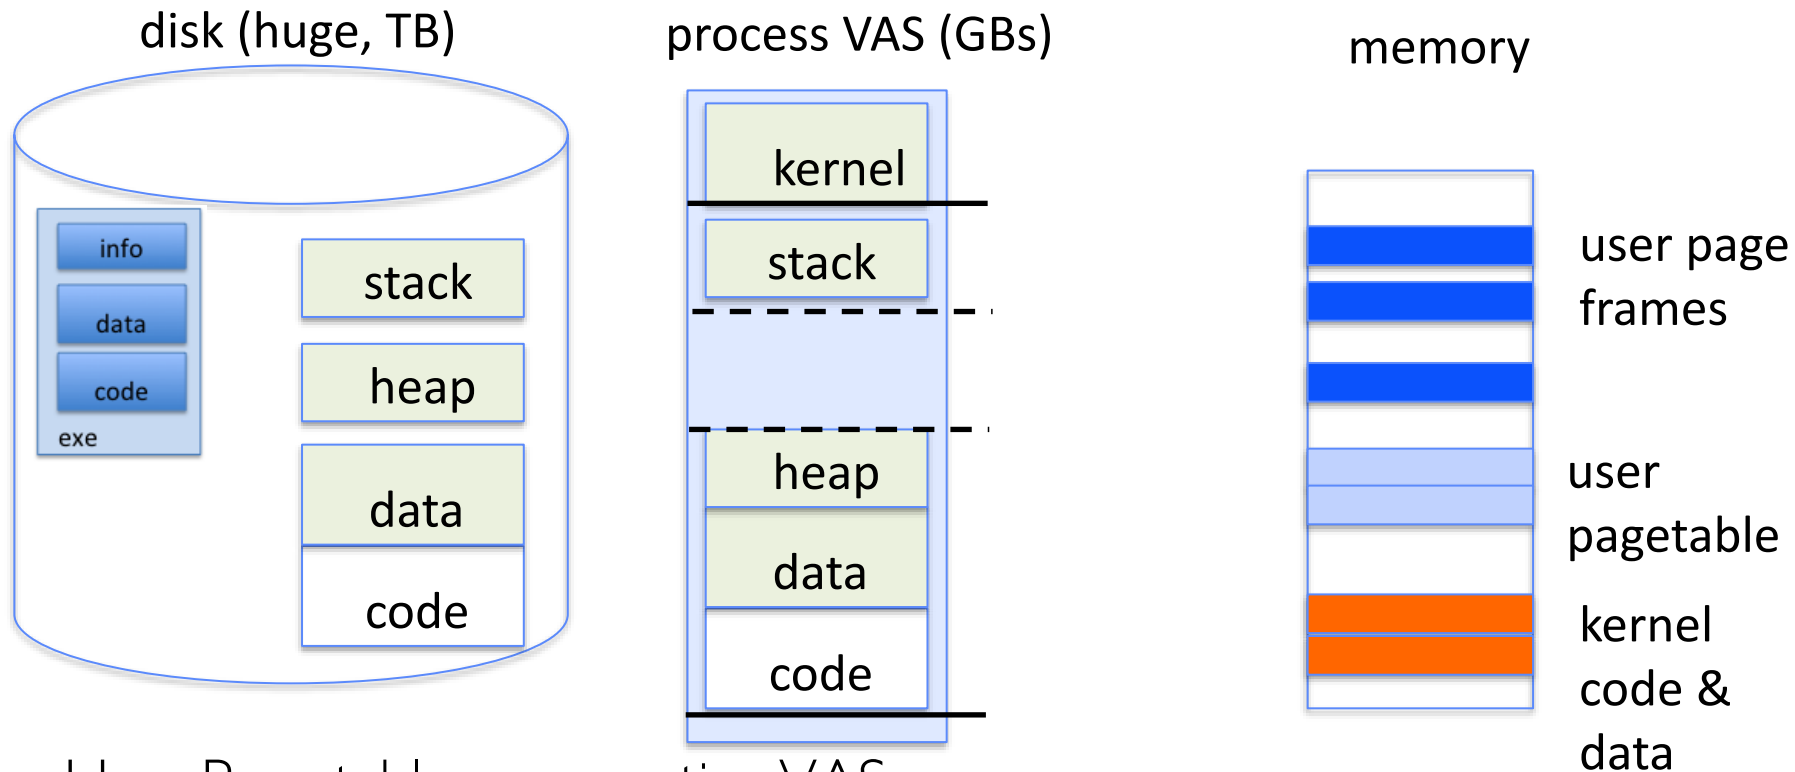 disk (huge, TB)
process VAS (GBs)
memory
info
data
code
exe
stack
heap
data
code
kernel
stack
heap
data
code
user page
frames
user
pagetable
kernel
code &
data
VAS